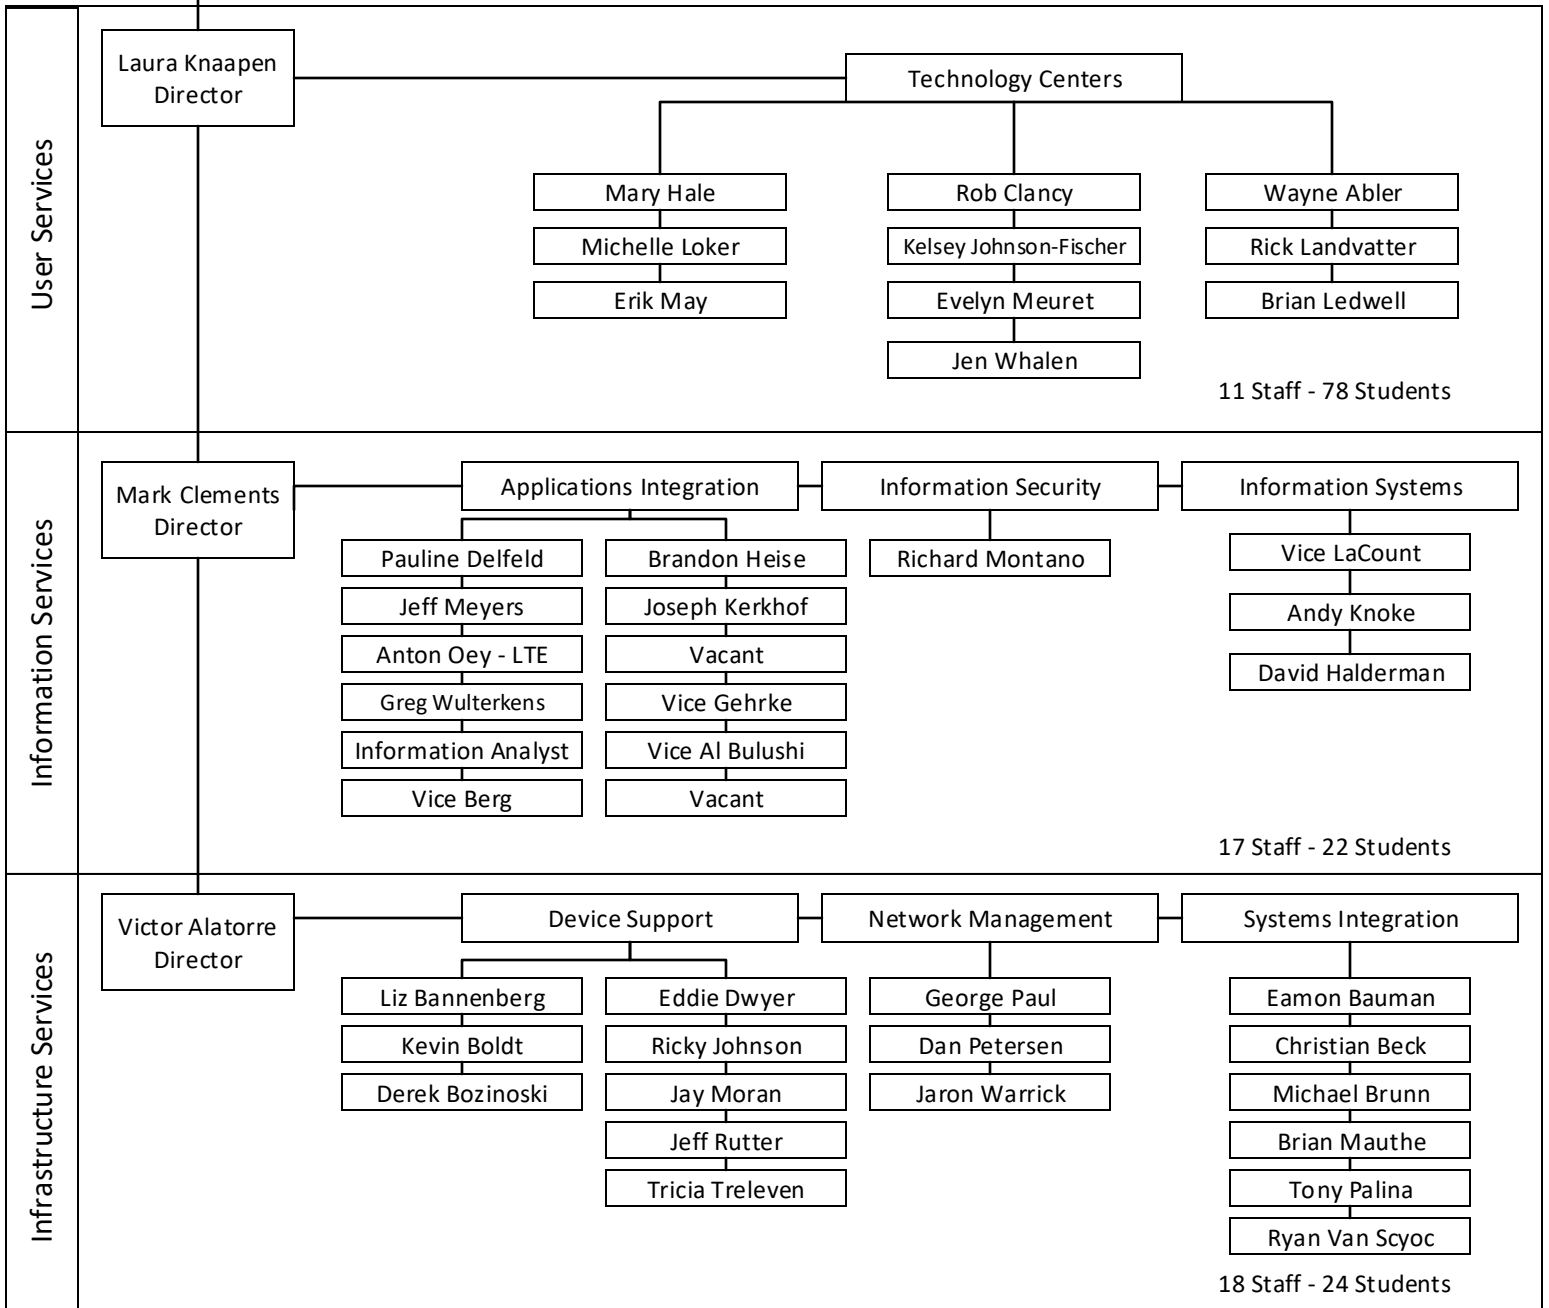 User Services
Laura Knaapen
Director
Technology Centers
Mary Hale
Michelle Loker
Erik May
Rob Clancy
Kelsey Johnson-Fischer
Evelyn Meuret
Jen Whalen
Wayne Abler
Rick Landvatter
Brian Ledwell
11 Staff - 78 Students
Information Services
Mark Clements
Director
Applications Integration
Pauline Delfeld
Jeff Meyers
Anton Oey - LTE
Greg Wulterkens
Information Analyst
Vice Berg
Brandon Heise
Joseph Kerkhof
Vacant
Vice Gehrke
Vice Al Bulushi
Vacant
Information Security
Richard Montano
Information Systems
Vice LaCount
Andy Knoke
David Halderman
17 Staff - 22 Students
Infrastructure Services
Victor Alatorre
Director
Device Support
Liz Bannenberg
Kevin Boldt
Derek Bozinoski
Eddie Dwyer
Ricky Johnson
Jay Moran
Jeff Rutter
Tricia Treleven
Network Management
George Paul
Dan Petersen
Jaron Warrick
Systems Integration
Eamon Bauman
Christian Beck
Michael Brunn
Brian Mauthe
Tony Palina
Ryan Van Scyoc
18 Staff - 24 Students